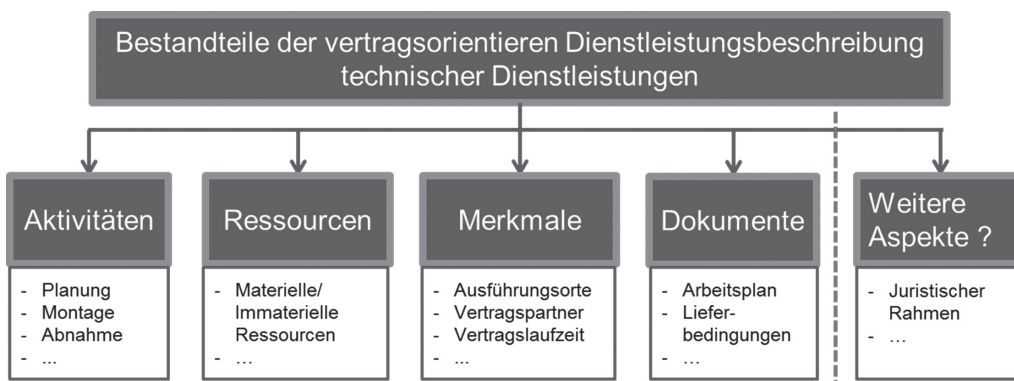 Bestandteile der vertragsorientieren Dienstleistungsbeschreibung
technischer Dienstleistungen
Aktivitäten
- Planung
- Montage
- Abnahme
- ...
Ressourcen
- Materielle/
Immaterielle
Ressourcen
- ...
Merkmale
- Ausführungsorte
- Vertragspartner
- Vertragslaufzeit
- ...
Dokumente
- Arbeitsplan
- Liefer-
bedingungen
- ...
Weitere
Aspekte ?
- Juristischer
Rahmen
- ...